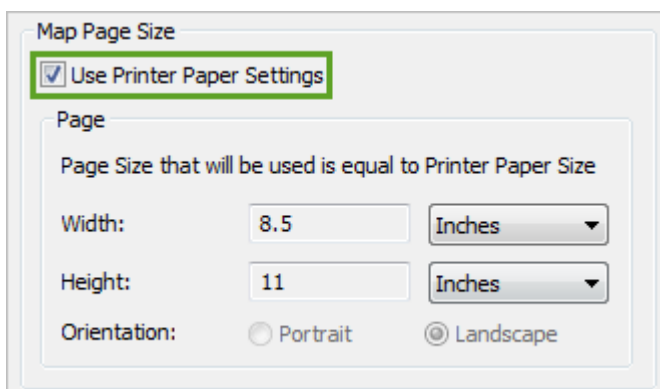 Map Page Size
Use Printer Paper Settings
Page
Page Size that will be used is equal to Printer Paper Size
Width: 8.5 Inches
Height: 11 Inches
Orientation: Portrait Landscape